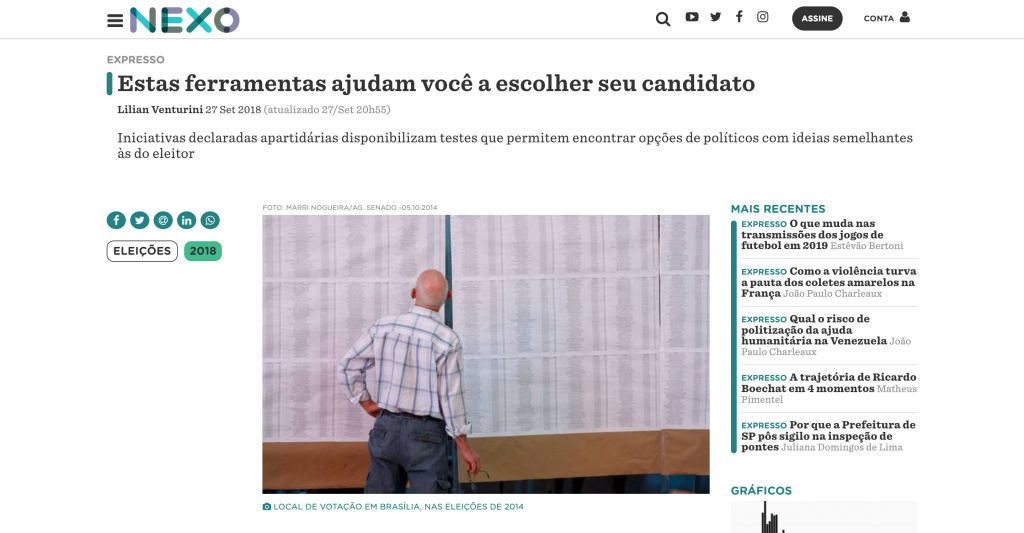 NEXO
ASSINE
CONTA
EXPRESSO
Estas ferramentas ajudam você a escolher seu candidato
Lilian Venturini 27 Set 2018 (atualizado 27/Set 20h55)
Iniciativas declaradas apartidárias disponibilizam testes que permitem encontrar opções de políticos com ideias semelhantes
às do eleitor
ELEIÇÕES
2018
FOTO: MARRI NOGUEIRA/AG. SENADO -05.10.2014
LOCAL DE VOTAÇÃO EM BRASÍLIA, NAS ELEIÇÕES DE 2014
MAIS RECENTES
EXPRESSO O que muda nas
transmissões dos jogos de
futebol em 2019 Estêvão Bertoni
EXPRESSO Como a violência turva
a pauta dos coletes amarelos na
França João Paulo Charleaux
EXPRESSO Qual o risco de
politização da ajuda
humanitária na Venezuela João
Paulo Charleaux
EXPRESSO A trajetória de Ricardo
Boechat em 4 momentos Matheus
Pimentel
EXPRESSO Por que a Prefeitura de
SP pôs sigilo na inspeção de
pontes Juliana Domingos de Lima
GRÁFICOS